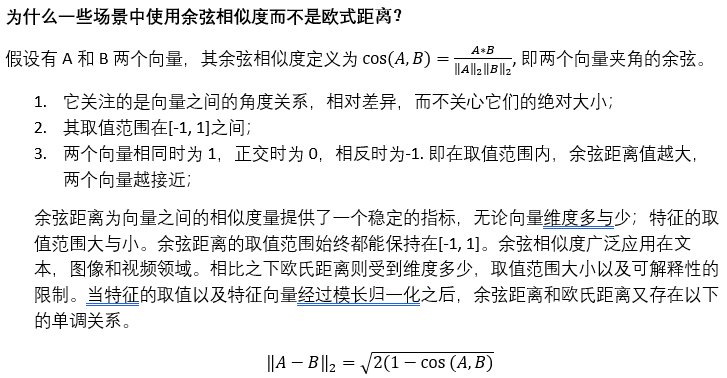 为什么一些场景中使用余弦相似度而不是欧式距离？
假设有 A 和 B 两个向量，其余弦相似度定义为 cos(A, B) = A∗B / ‖A‖₂‖B‖₂, 即两个向量夹角的余弦。
1. 它关注的是向量之间的角度关系，相对差异，而不关心它们的绝对大小；
2. 其取值范围在[-1, 1]之间；
3. 两个向量相同时为 1，正交时为 0，相反时为-1. 即在取值范围内，余弦距离值越大，
两个向量越接近；
余弦距离为向量之间的相似度量提供了一个稳定的指标，无论向量维度多与少；特征的取
值范围大与小。余弦距离的取值范围始终都能保持在[-1, 1]。余弦相似度广泛应用在文
本，图像和视频领域。相比之下欧氏距离则受到维度多少，取值范围大小以及可解释性的
限制。当特征的取值以及特征向量经过模长归一化之后，余弦距离和欧氏距离又存在以下
的单调关系。
‖A − B‖₂ = √2(1 − cos (A, B)